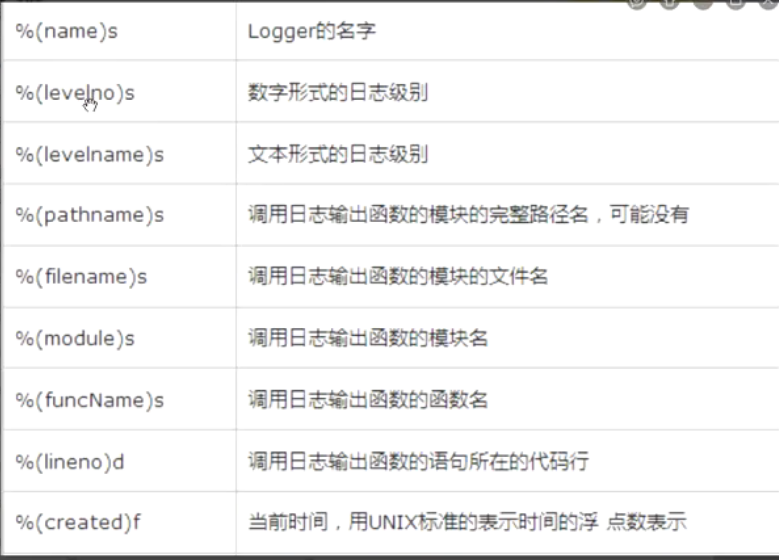 %(name)s Logger的名字
%(levelno)s 数字形式的日志级别
%(levelname)s 文本形式的日志级别
%(pathname)s 调用日志输出函数的模块的完整路径名，可能没有
%(filename)s 调用日志输出函数的模块的文件名
%(module)s 调用日志输出函数的模块名
%(funcName)s 调用日志输出函数的函数名
%(lineno)d 调用日志输出函数的语句所在的代码行
%(created)f 当前时间，用UNIX标准的表示时间的浮 点数表示